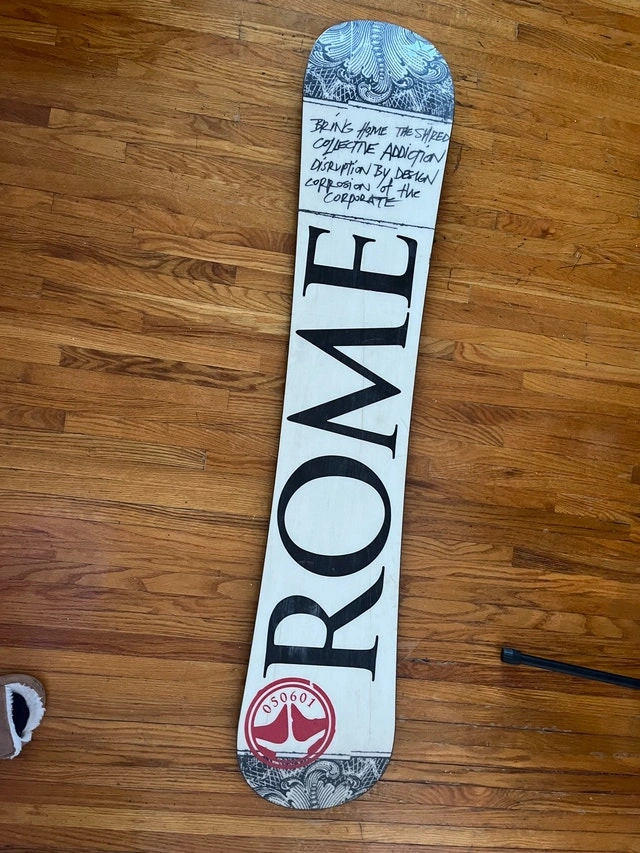 BRING HOME THE SHRED
COLLECTIVE ADDICTION
DISRUPTION BY DESIGN
CORROSION of the
CORPORATE
ROME
050601